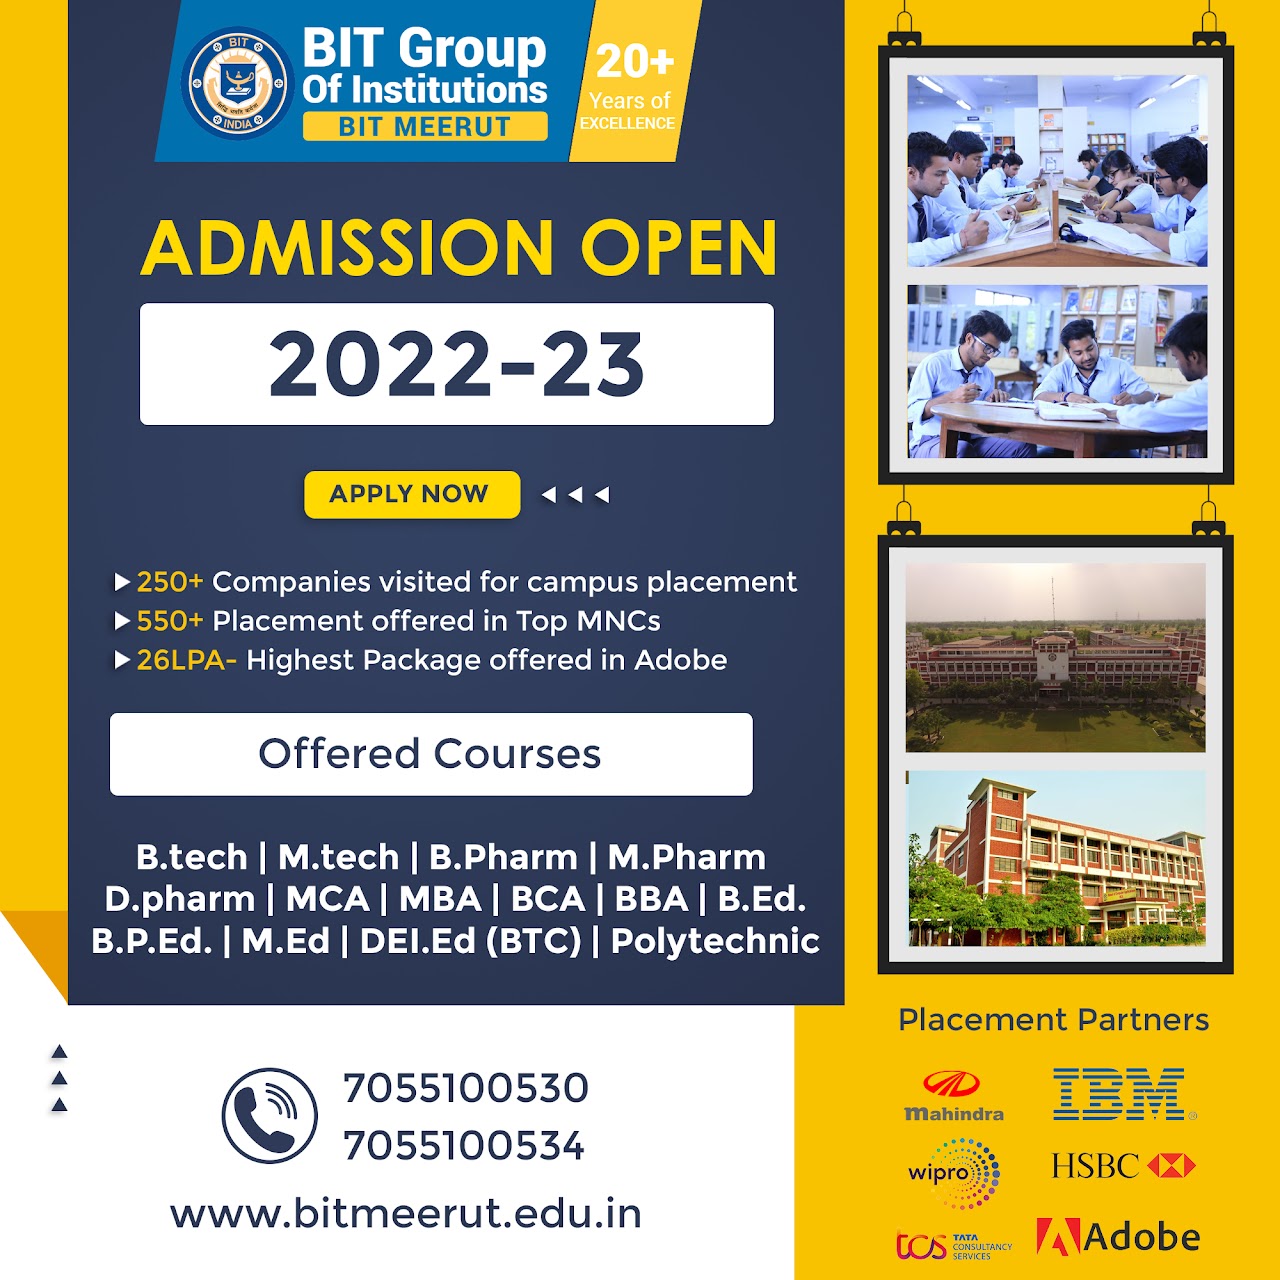 BIT
INDIA
BIT Group
Of Institutions
BIT MEERUT
20+
Years of
EXCELLENCE
ADMISSION OPEN
2022-23
APPLY NOW
250+ Companies visited for campus placement
550+ Placement offered in Top MNCs
26LPA- Highest Package offered in Adobe
Offered Courses
B.tech | M.tech | B.Pharm | M.Pharm
D.pharm | MCA | MBA | BCA | BBA | B.Ed.
B.P.Ed. | M.Ed | DEI.Ed (BTC) | Polytechnic
7055100530
7055100534
www.bitmeerut.edu.in
Placement Partners
Mahindra
IBM®
wipro
HSBC
tcs TATA
CONSULTANCY
SERVICES
Adobe